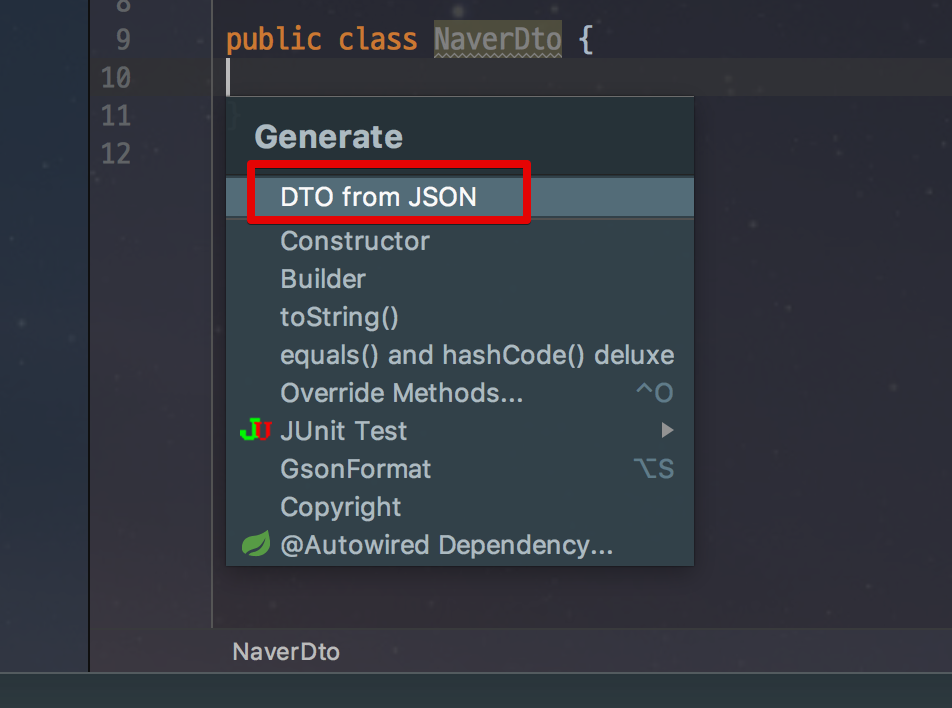 8
9 public class NaverDto {
10
11 }
12
Generate
DTO from JSON
Constructor
Builder
toString()
equals() and hashCode() deluxe
Override Methods... ^O
JU JUnit Test
GsonFormat ⌥S
Copyright
@Autowired Dependency...
NaverDto